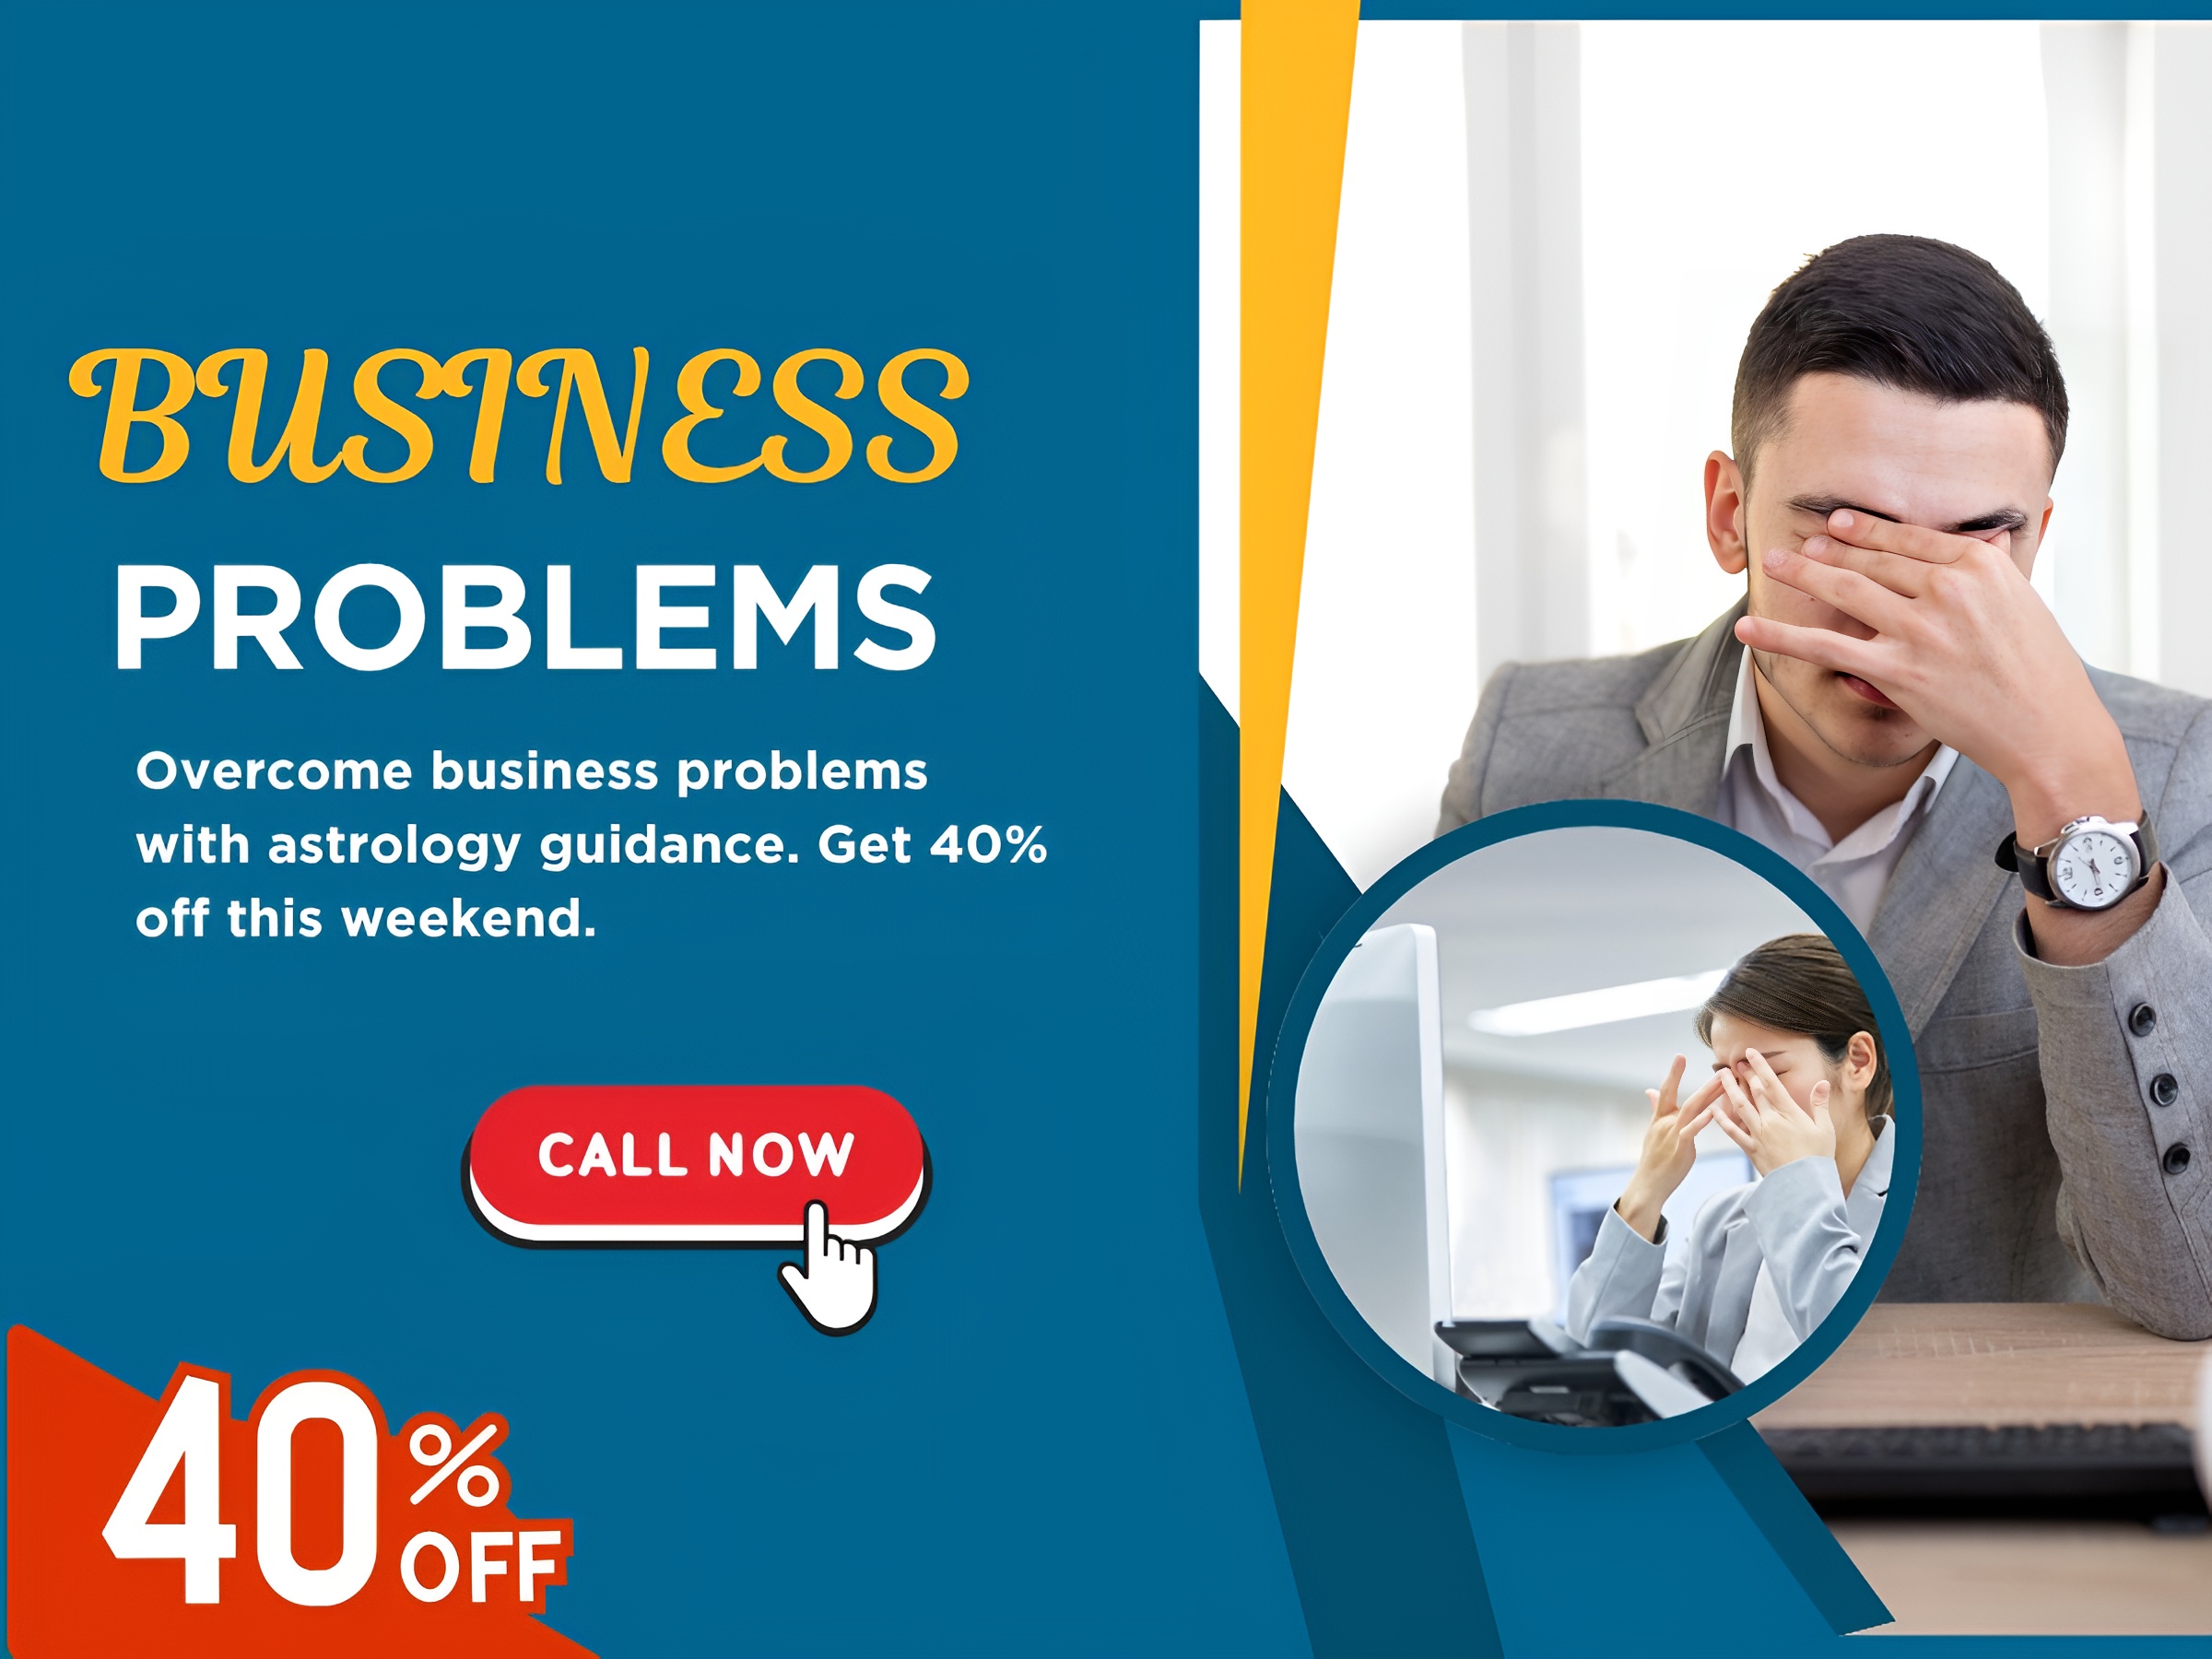 BUSINESS
PROBLEMS
Overcome business problems
with astrology guidance. Get 40%
off this weekend.
CALL NOW
40%
OFF